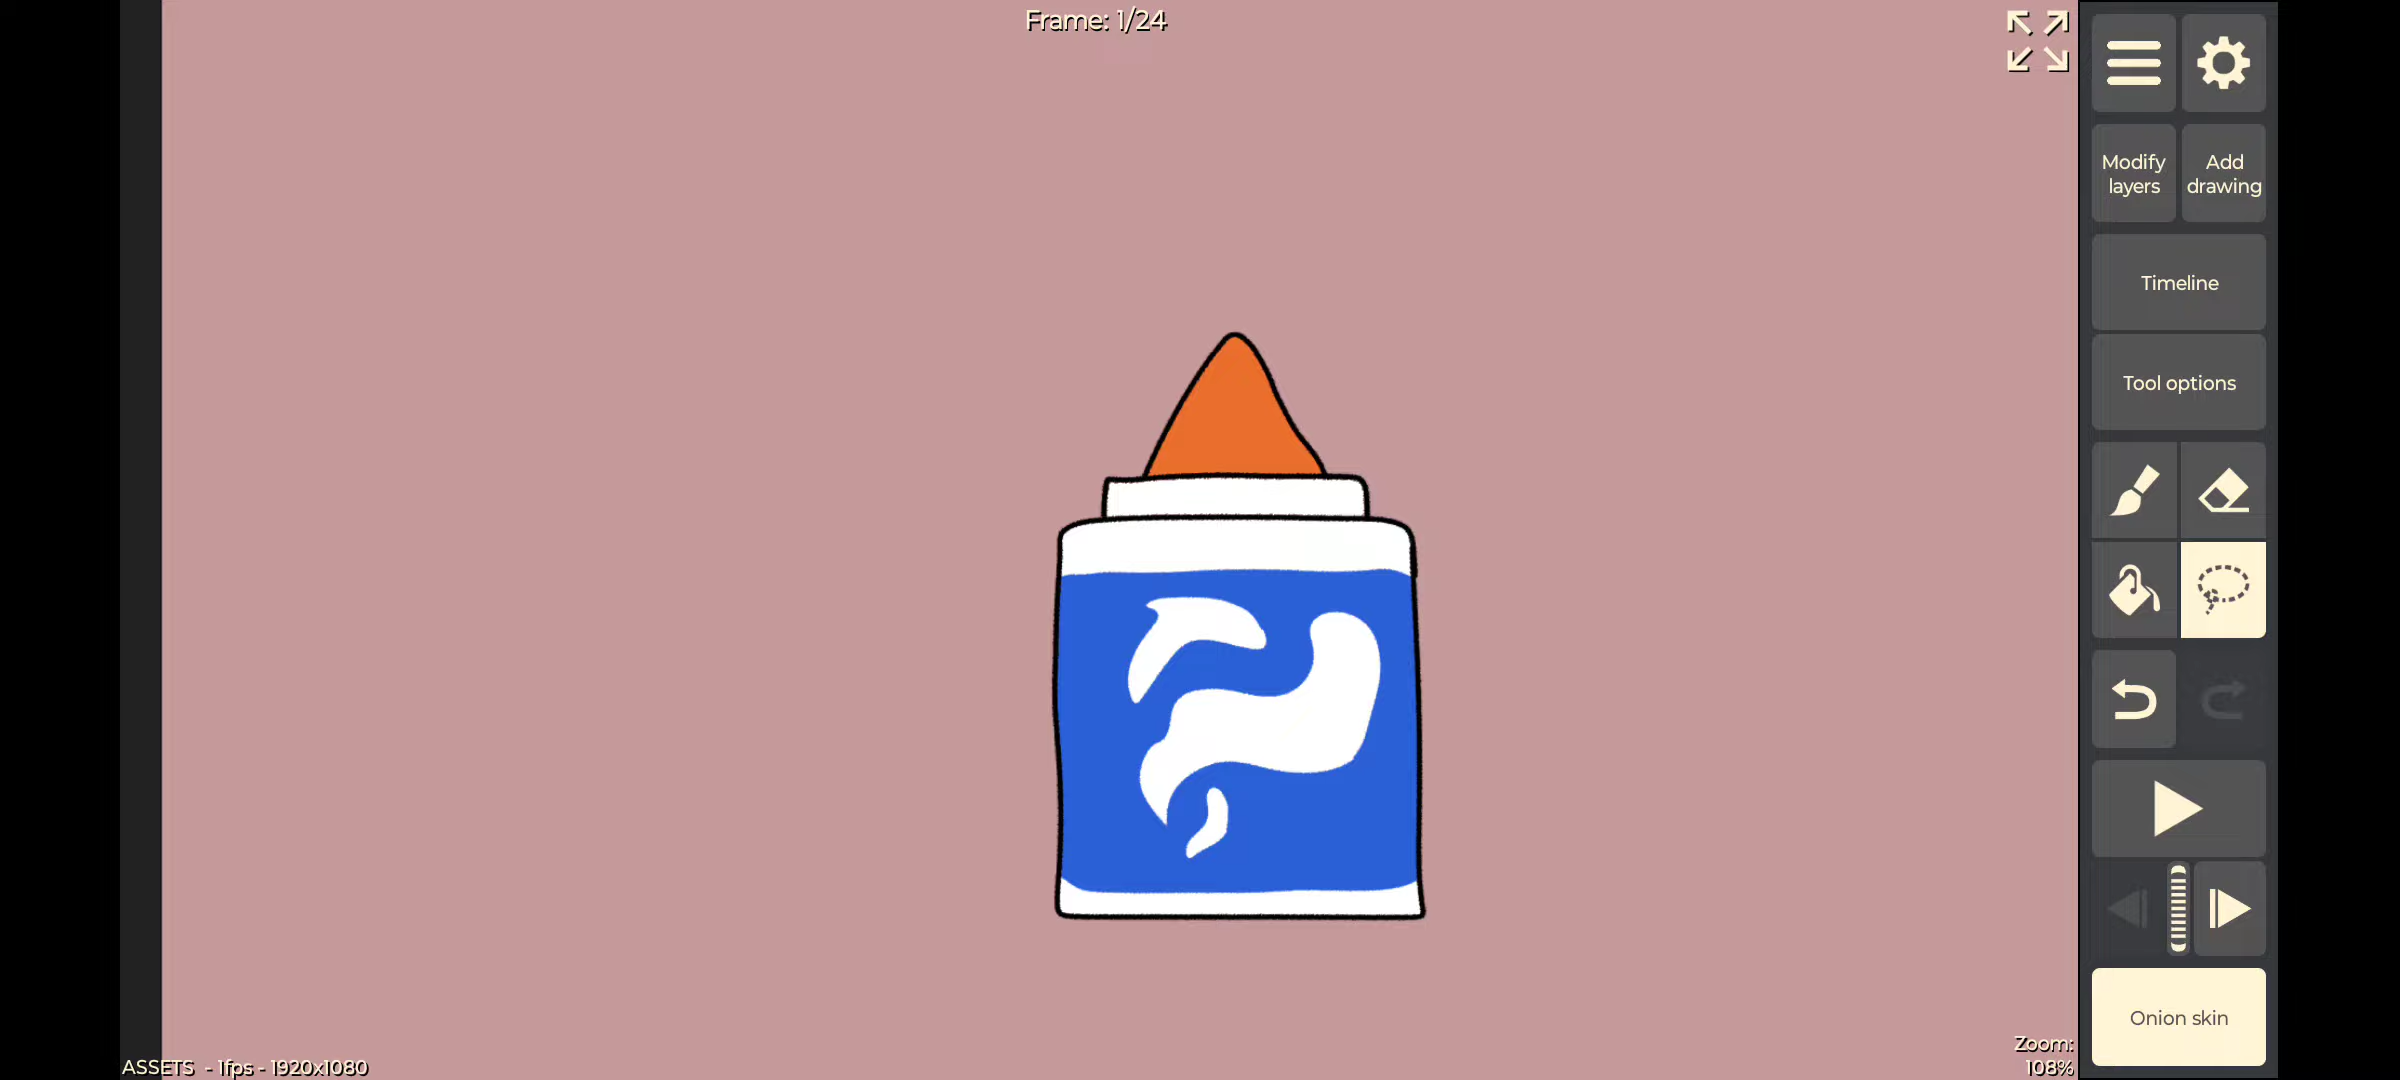 Frame: 1/24
Modify
layers
Add
drawing
Timeline
Tool options
Onion skin
Zoom:
108%
ASSETS - 1fps - 1920x1080